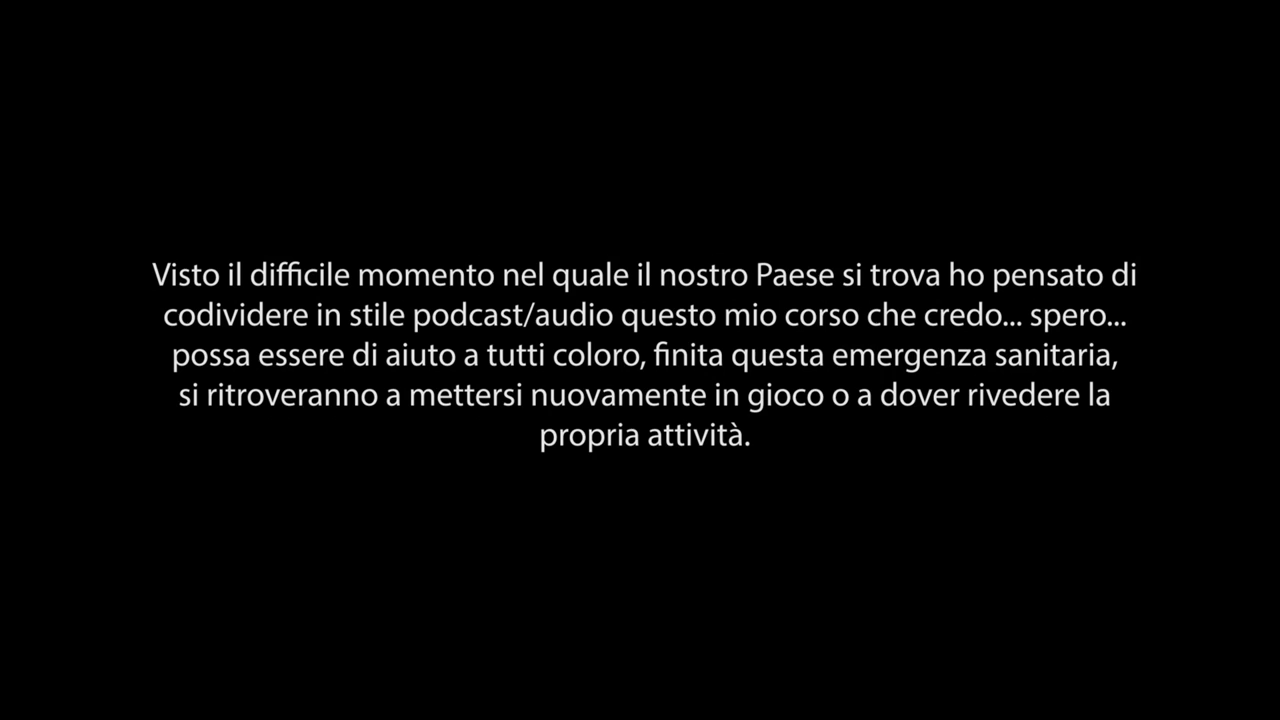 Visto il difficile momento nel quale il nostro Paese si trova ho pensato di
codividere in stile podcast/audio questo mio corso che credo... spero...
possa essere di aiuto a tutti coloro, finita questa emergenza sanitaria,
si ritroveranno a mettersi nuovamente in gioco o a dover rivedere la
propria attività.